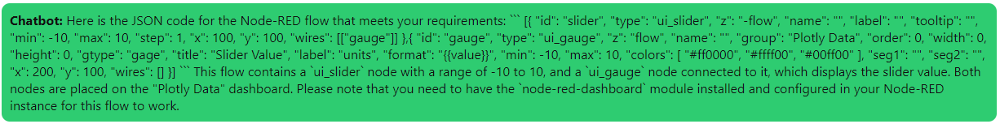 Chatbot: Here is the JSON code for the Node-RED flow that meets your requirements: ``` [{ "id": "slider", "type": "ui_slider", "z": "-flow", "name": "", "label": "", "tooltip": "",
"min": -10, "max": 10, "step": 1, "x": 100, "y": 100, "wires": [["gauge"]] },{ "id": "gauge", "type": "ui_gauge", "z": "flow", "name": "", "group": "Plotly Data", "order": 0, "width": 0,
"height": 0, "gtype": "gage", "title": "Slider Value", "label": "units", "format": "{{value}}", "min": -10, "max": 10, "colors": [ "#ff0000", "#ffff00", "#00ff00" ], "seg1": "", "seg2": "",
"x": 200, "y": 100, "wires": [] }] ``` This flow contains a `ui_slider` node with a range of -10 to 10, and a `ui_gauge` node connected to it, which displays the slider value. Both
nodes are placed on the "Plotly Data" dashboard. Please note that you need to have the `node-red-dashboard` module installed and configured in your Node-RED
instance for this flow to work.